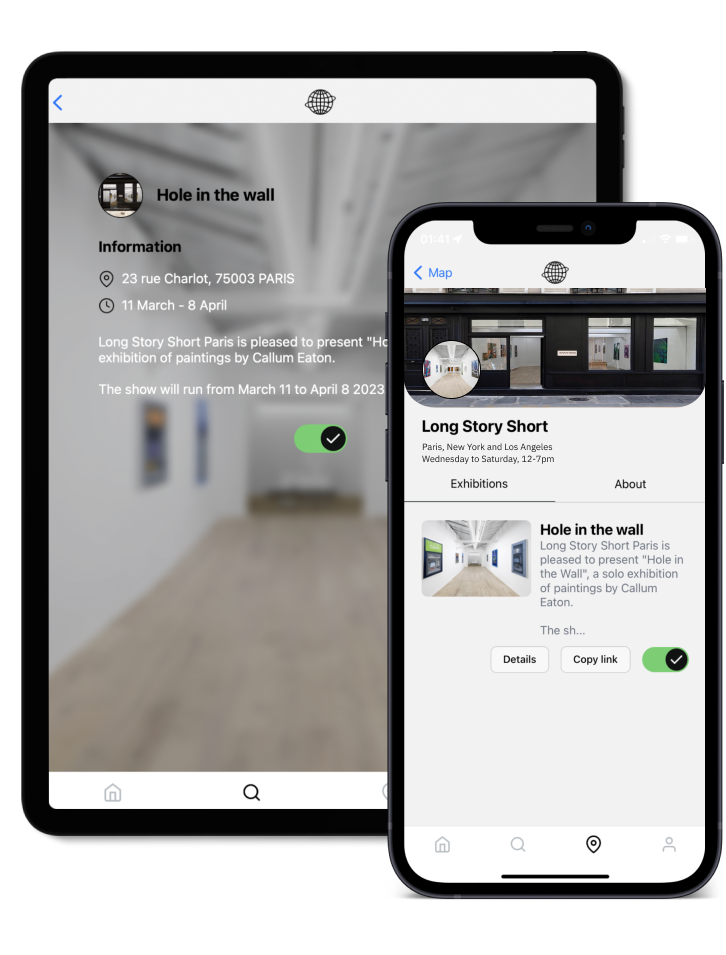 Hole in the wall
Information
23 rue Charlot, 75003 PARIS
11 March - 8 April
Long Story Short Paris is pleased to present "Ho
exhibition of paintings by Callum Eaton.
The show will run from March 11 to April 8 2023
01:41
Map
Long Story Short
Paris, New York and Los Angeles
Wednesday to Saturday, 12-7pm
Exhibitions
About
Hole in the wall
Long Story Short Paris is
pleased to present "Hole in
the Wall", a solo exhibition
of paintings by Callum
Eaton.
The sh...
Details
Copy link